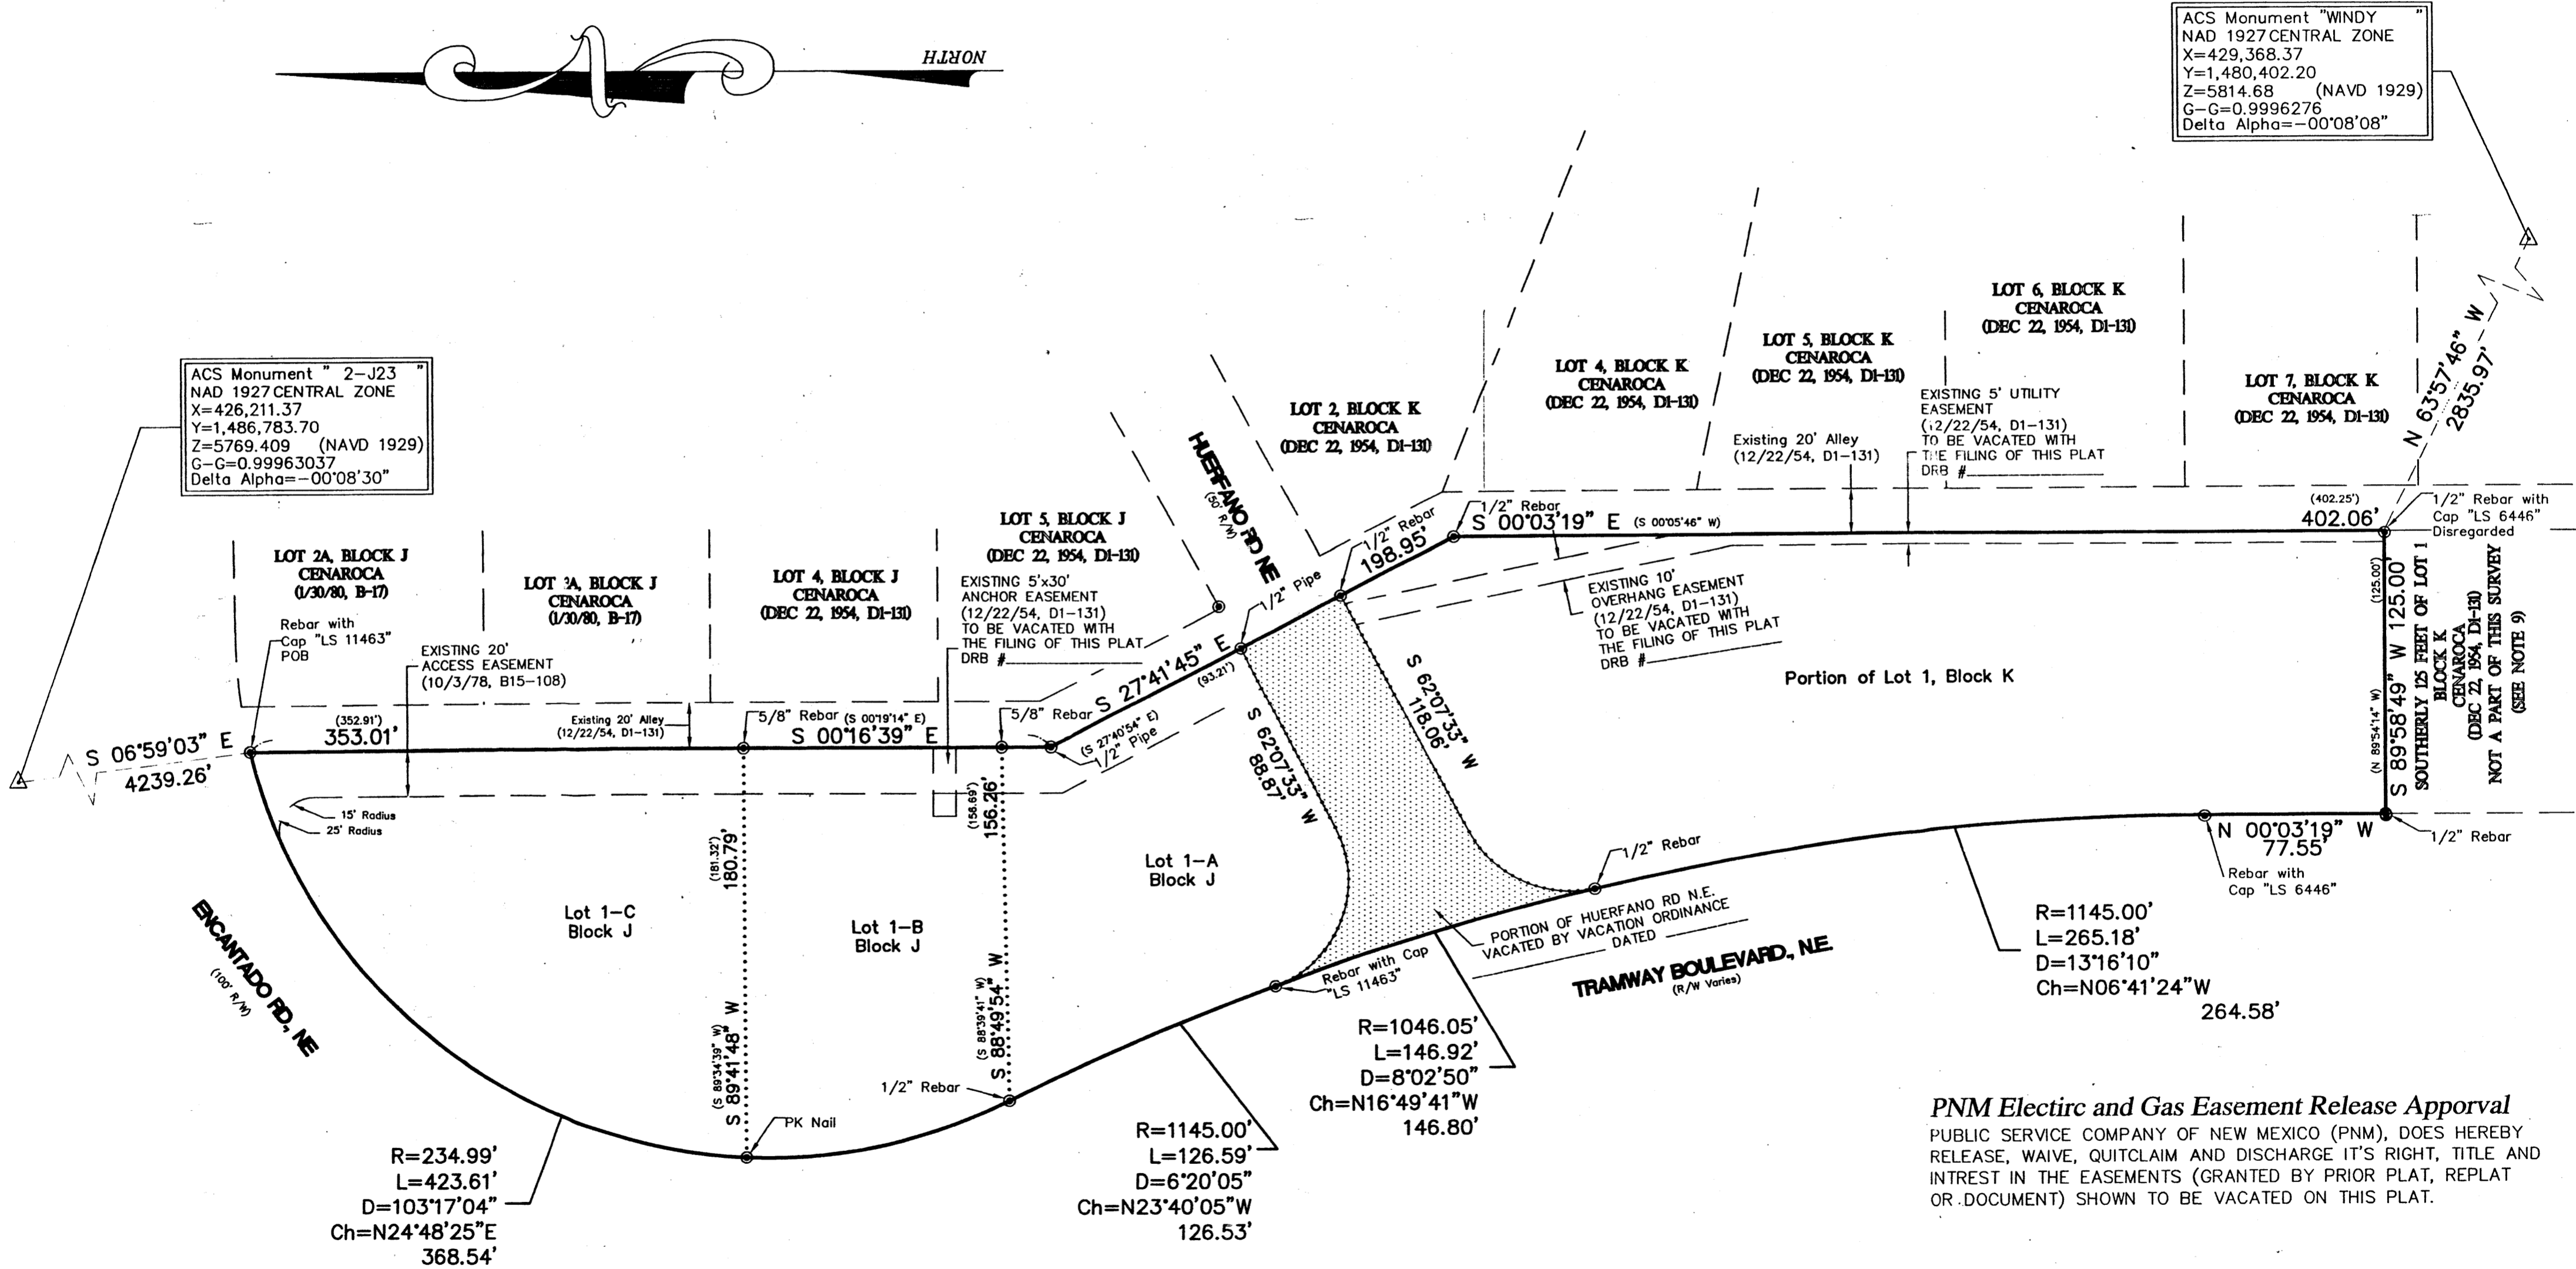 NORTH
ACS Monument "WINDY "
NAD 1927 CENTRAL ZONE
X=429,368.37
Y=1,480,402.20
Z=5814.68 (NAVD 1929)
G-G=0.9996276
Delta Alpha=-00°08'08"
ACS Monument " 2-J23 "
NAD 1927 CENTRAL ZONE
X=426,211.37
Y=1,486,783.70
Z=5769.409 (NAVD 1929)
G-G=0.99963037
Delta Alpha=-00°08'30"
S 06°59'03" E
4239.26'
LOT 2A, BLOCK J
CENAROCA
(1/30/80, B-17)
Rebar with
Cap "LS 11463"
POB
LOT 3A, BLOCK J
CENAROCA
(1/30/80, B-17)
EXISTING 20'
ACCESS EASEMENT
(10/3/78, B15-108)
LOT 4, BLOCK J
CENAROCA
(DEC 22, 1954, D1-131)
LOT 5, BLOCK J
CENAROCA
(DEC 22, 1954, D1-131)
EXISTING 5'x30'
ANCHOR EASEMENT
(12/22/54, D1-131)
TO BE VACATED WITH
THE FILING OF THIS PLAT
DRB #
HUERFANO RD NE
(50' R/W)
LOT 2, BLOCK K
CENAROCA
(DEC 22, 1954, D1-131)
LOT 4, BLOCK K
CENAROCA
(DEC 22, 1954, D1-131)
LOT 5, BLOCK K
CENAROCA
(DEC 22, 1954, D1-131)
LOT 6, BLOCK K
CENAROCA
(DEC 22, 1954, D1-131)
LOT 7, BLOCK K
CENAROCA
(DEC 22, 1954, D1-131)
Existing 20' Alley
(12/22/54, D1-131)
EXISTING 5' UTILITY
EASEMENT
(12/22/54, D1-131)
TO BE VACATED WITH
THE FILING OF THIS PLAT
DRB #
N 63°57'46" W
2835.97'
(352.91')
353.01'
Existing 20' Alley
(12/22/54, D1-131)
5/8" Rebar
(S 00°19'14" E)
S 00°16'39" E
5/8" Rebar
S 27°41'45" E
(93.21')
(S 27°40'54" E)
1/2" Pipe
1/2" Pipe
1/2" Rebar
198.95'
1/2" Rebar
S 00°03'19" E (S 00°05'46" W)
(402.25')
402.06'
1/2" Rebar with
Cap "LS 6446"
Disregarded
EXISTING 10'
OVERHANG EASEMENT
(12/22/54, D1-131)
TO BE VACATED WITH
THE FILING OF THIS PLAT
DRB #
Portion of Lot 1, Block K
(125.00')
(N 89°54'14" W)
S 89°58'49" W 125.00'
SOUTHERLY 125 FEET OF LOT 1
BLOCK K
CENAROCA
(DEC 22, 1954, D1-131)
NOT A PART OF THIS SURVEY
(SEE NOTE 9)
15' Radius
25' Radius
(181.32')
180.79'
(S 89°34'39" W)
S 89°41'48" W
(156.69')
156.26'
(S 88°39'41" W)
S 88°49'54" W
S 62°07'33" W
88.87'
S 62°07'33" W
118.06'
Lot 1-A
Block J
Lot 1-B
Block J
Lot 1-C
Block J
ENCANTADO RD., NE
(100' R/W)
1/2" Rebar
PK Nail
Rebar with Cap
"LS 11463"
1/2" Rebar
PORTION OF HUERFANO RD N.E.
VACATED BY VACATION ORDINANCE
DATED
TRAMWAY BOULEVARD., N.E.
(R/W Varies)
N 00°03'19" W
77.55'
1/2" Rebar
Rebar with
Cap "LS 6446"
R=1145.00'
L=265.18'
D=13°16'10"
Ch=N06°41'24"W
264.58'
R=1046.05'
L=146.92'
D=8°02'50"
Ch=N16°49'41"W
146.80'
R=1145.00'
L=126.59'
D=6°20'05"
Ch=N23°40'05"W
126.53'
R=234.99'
L=423.61'
D=103°17'04"
Ch=N24°48'25"E
368.54'
PNM Electirc and Gas Easement Release Apporval
PUBLIC SERVICE COMPANY OF NEW MEXICO (PNM), DOES HEREBY
RELEASE, WAIVE, QUITCLAIM AND DISCHARGE IT'S RIGHT, TITLE AND
INTREST IN THE EASEMENTS (GRANTED BY PRIOR PLAT, REPLAT
OR DOCUMENT) SHOWN TO BE VACATED ON THIS PLAT.